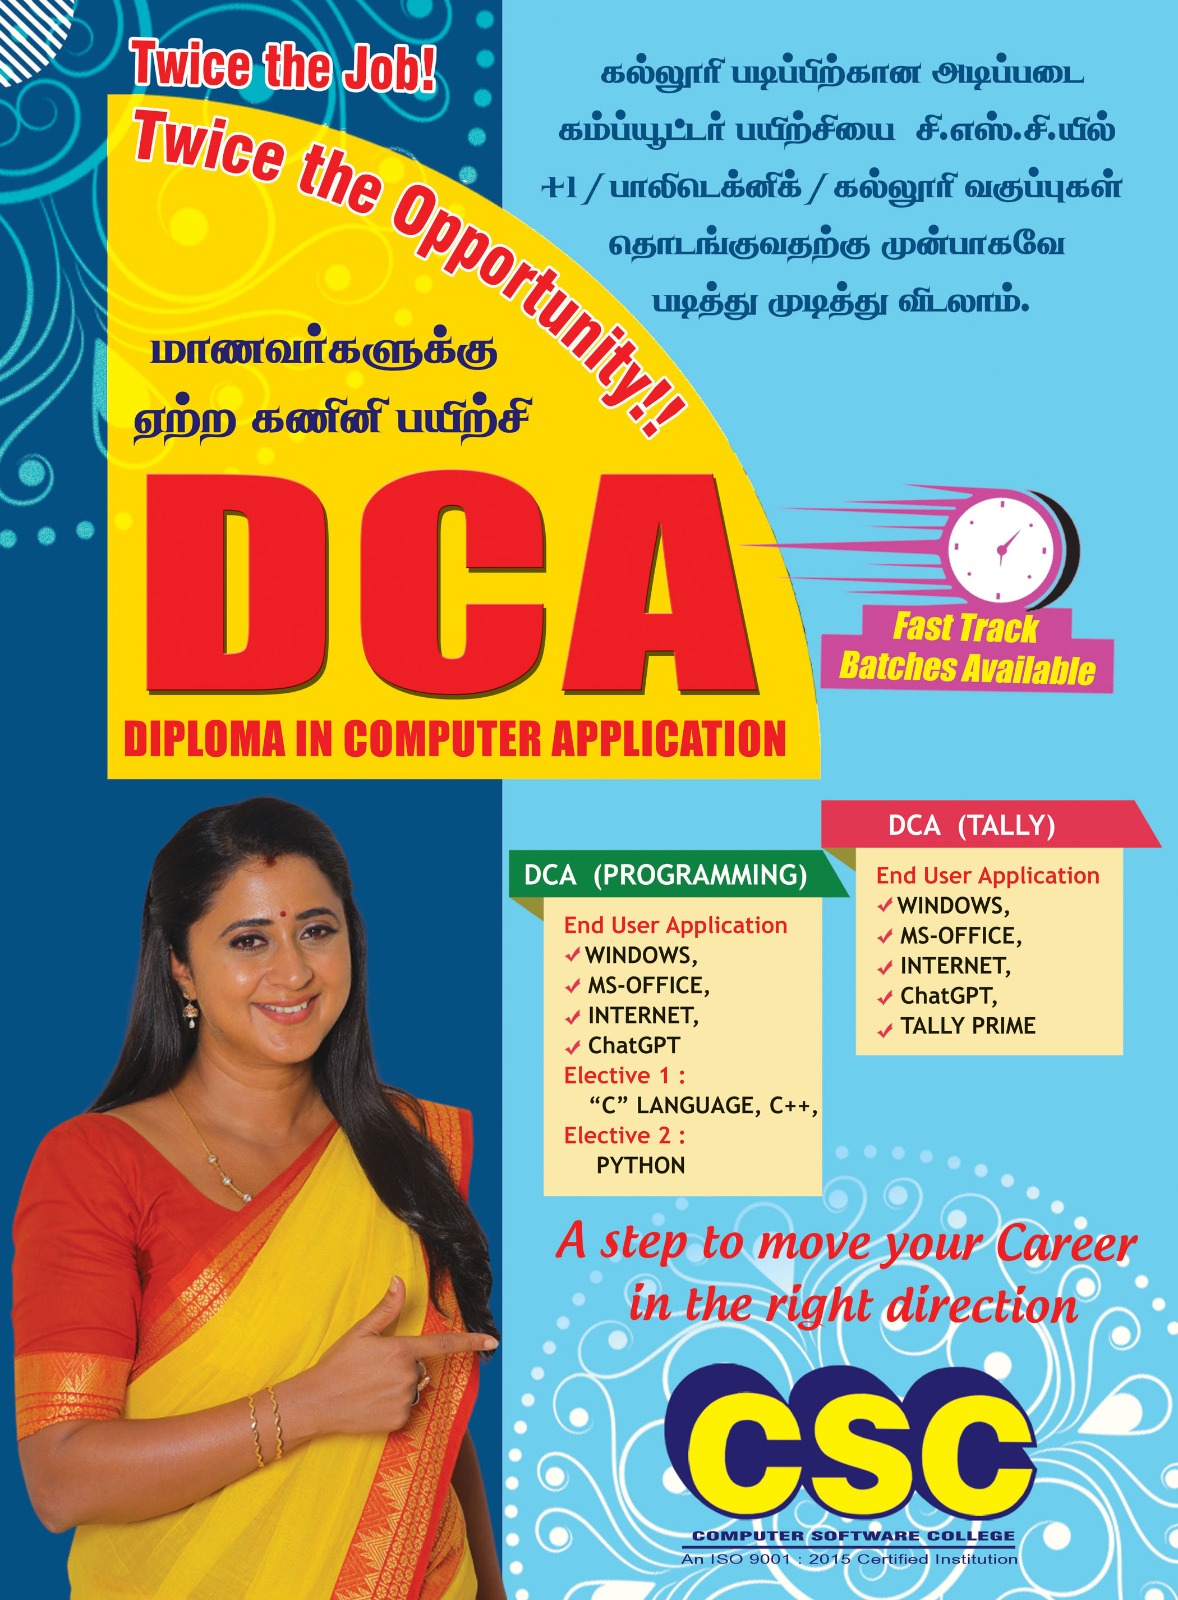 Twice the Job!
Twice the Opportunity!!
கல்லூரி படிப்பிற்கான அடிப்படை
கம்ப்யூட்டர் பயிற்சியை சி.எஸ்.சி.யில்
+1 / பாலிடெக்னிக் / கல்லூரி வகுப்புகள்
தொடங்குவதற்கு முன்பாகவே
படித்து முடித்து விடலாம்.
மாணவர்களுக்கு
ஏற்ற கணினி பயிற்சி
DCA
DIPLOMA IN COMPUTER APPLICATION
Fast Track
Batches Available
DCA (PROGRAMMING)
End User Application
WINDOWS,
MS-OFFICE,
INTERNET,
ChatGPT
Elective 1 :
“C” LANGUAGE, C++,
Elective 2 :
PYTHON
DCA (TALLY)
End User Application
WINDOWS,
MS-OFFICE,
INTERNET,
ChatGPT,
TALLY PRIME
A step to move your Career
in the right direction
CSC
COMPUTER SOFTWARE COLLEGE
An ISO 9001 : 2015 Certified Institution